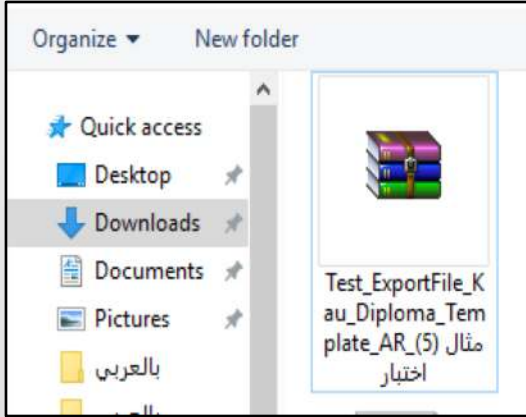 Organize New folder
Quick access
Desktop
Downloads
Documents
Pictures
بالعربي
Test_ExportFile_K
au_Diploma_Tem
plate_AR_(5) مثال
اختبار